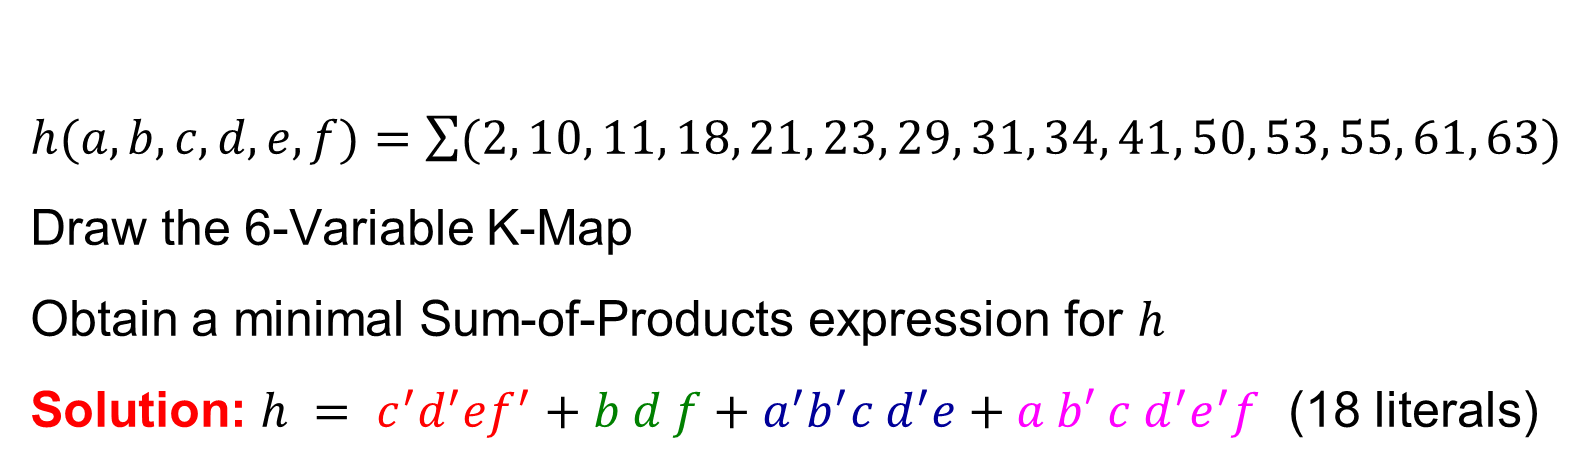 h(a, b, c, d, e, f) = ∑(2, 10, 11, 18, 21, 23, 29, 31, 34, 41, 50, 53, 55, 61, 63)
Draw the 6-Variable K-Map
Obtain a minimal Sum-of-Products expression for h
Solution: h = c′d′ef′ + b d f + a′b′c d′e + a b′ c d′e′f (18 literals)